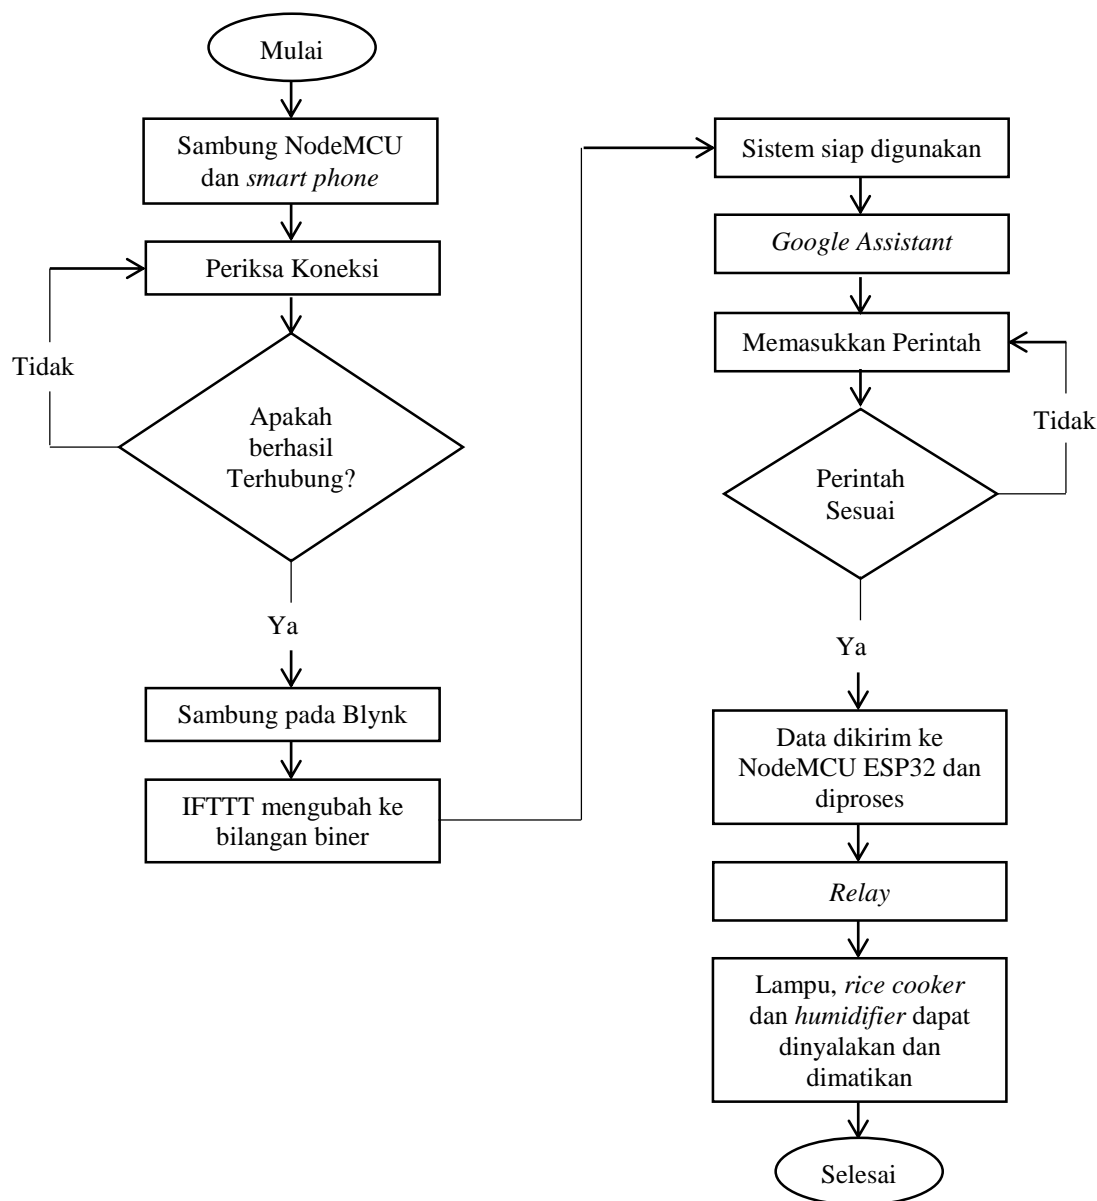 Mulai
Sambung NodeMCU
dan smart phone
Periksa Koneksi
Tidak
Apakah
berhasil
Terhubung?
Ya
Sambung pada Blynk
IFTTT mengubah ke
bilangan biner
Sistem siap digunakan
Google Assistant
Memasukkan Perintah
Tidak
Perintah
Sesuai
Ya
Data dikirim ke
NodeMCU ESP32 dan
diproses
Relay
Lampu, rice cooker
dan humidifier dapat
dinyalakan dan
dimatikan
Selesai